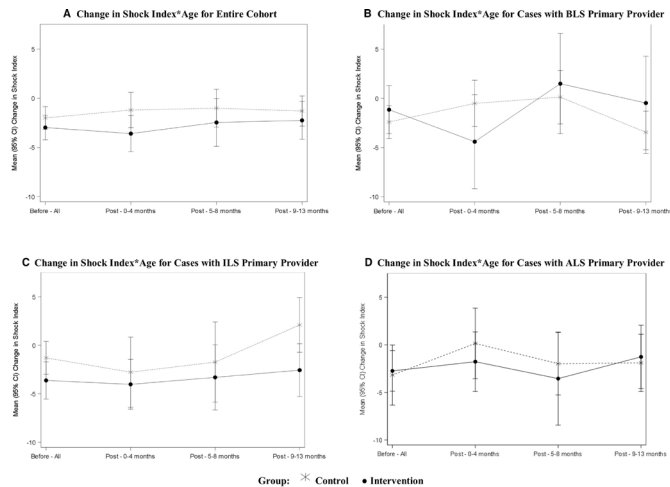 A Change in Shock Index*Age for Entire Cohort
Mean (95% CI) Change in Shock Index
5
0
-5
-10
Before - All
Post - 0-4 months
Post - 5-8 months
Post - 9-13 months
B Change in Shock Index*Age for Cases with BLS Primary Provider
Mean (95% CI) Change in Shock Index
5
0
-5
-10
Before - All
Post - 0-4 months
Post - 5-8 months
Post - 9-13 months
C Change in Shock Index*Age for Cases with ILS Primary Provider
Mean (95% CI) Change in Shock Index
5
0
-5
-10
Before - All
Post - 0-4 months
Post - 5-8 months
Post - 9-13 months
D Change in Shock Index*Age for Cases with ALS Primary Provider
Mean (95% CI) Change in Shock Index
5
0
-5
-10
Before - All
Post - 0-4 months
Post - 5-8 months
Post - 9-13 months
Group: Control Intervention